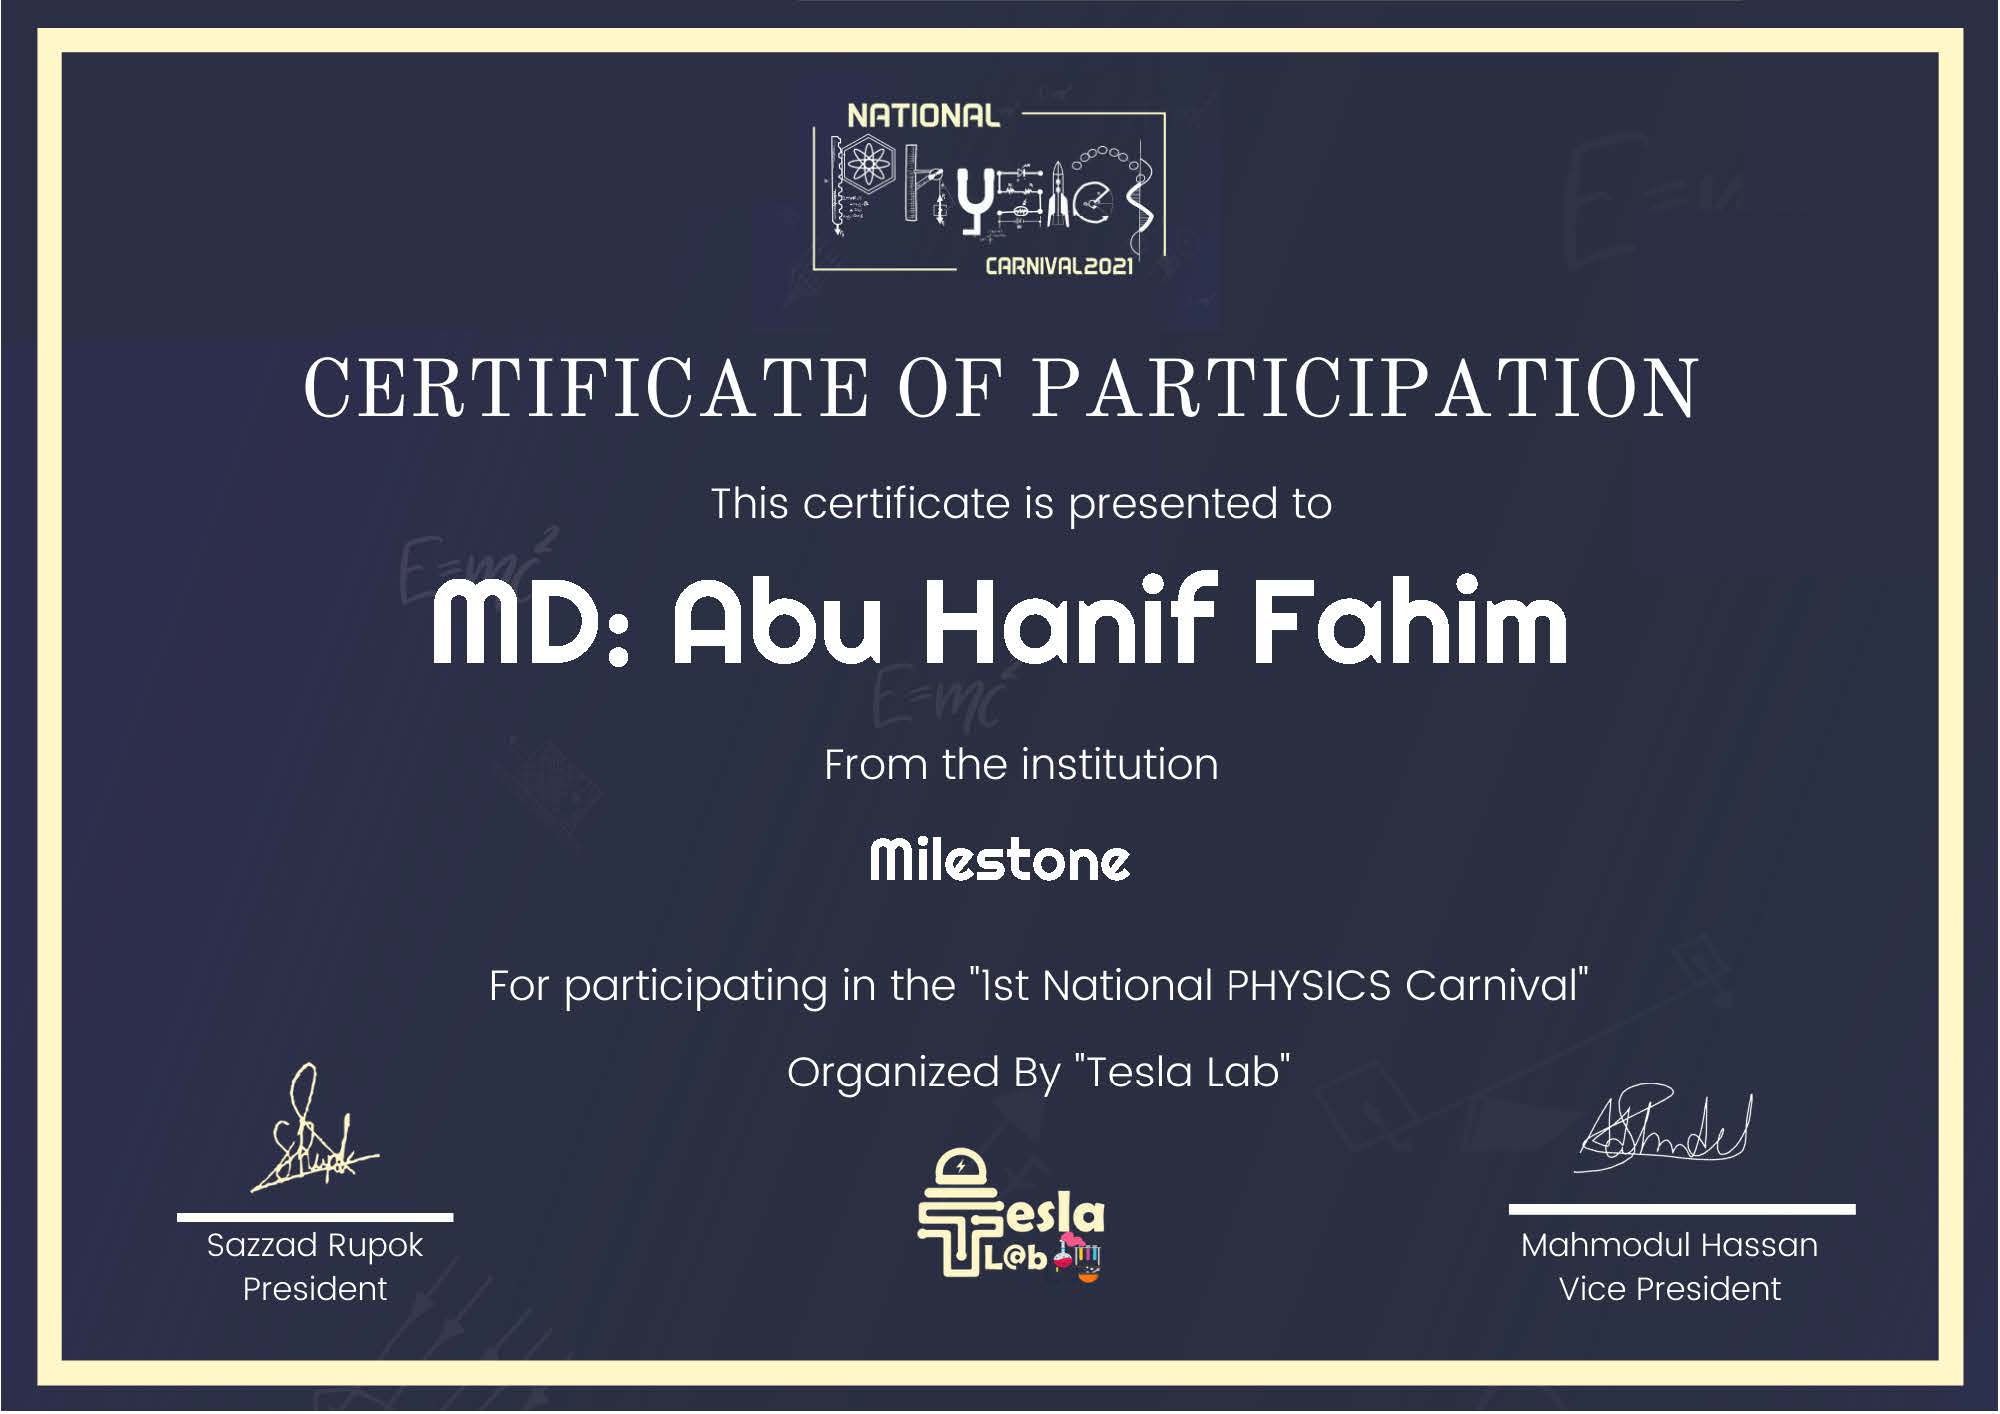 NATIONAL
Physics
CARNIVAL2021
CERTIFICATE OF PARTICIPATION
This certificate is presented to
E=mc²
MD: Abu Hanif Fahim
E=mc²
From the institution
Milestone
For participating in the "1st National PHYSICS Carnival"
Organized By "Tesla Lab"
Tesla
L@b
Sazzad Rupok
President
Mahmodul Hassan
Vice President